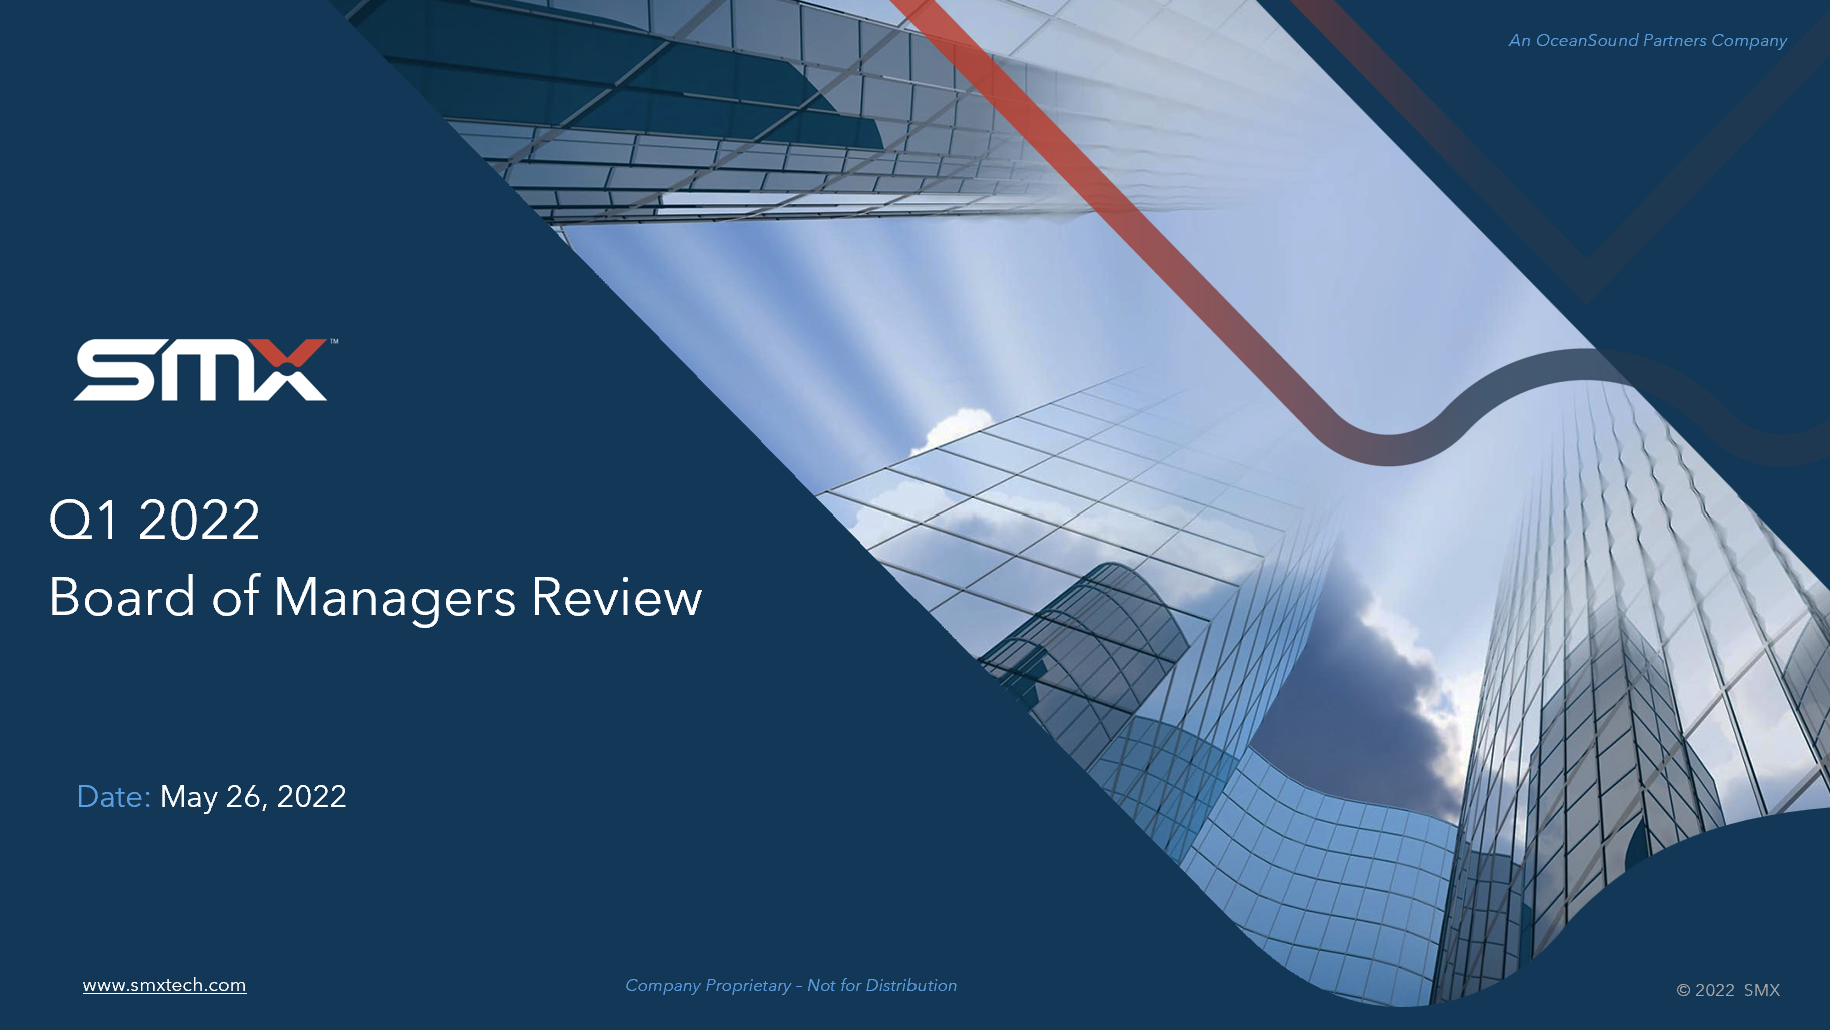 An OceanSound Partners Company
SMX™
Q1 2022
Board of Managers Review
Date: May 26, 2022
www.smxtech.com
Company Proprietary – Not for Distribution
© 2022 SMX